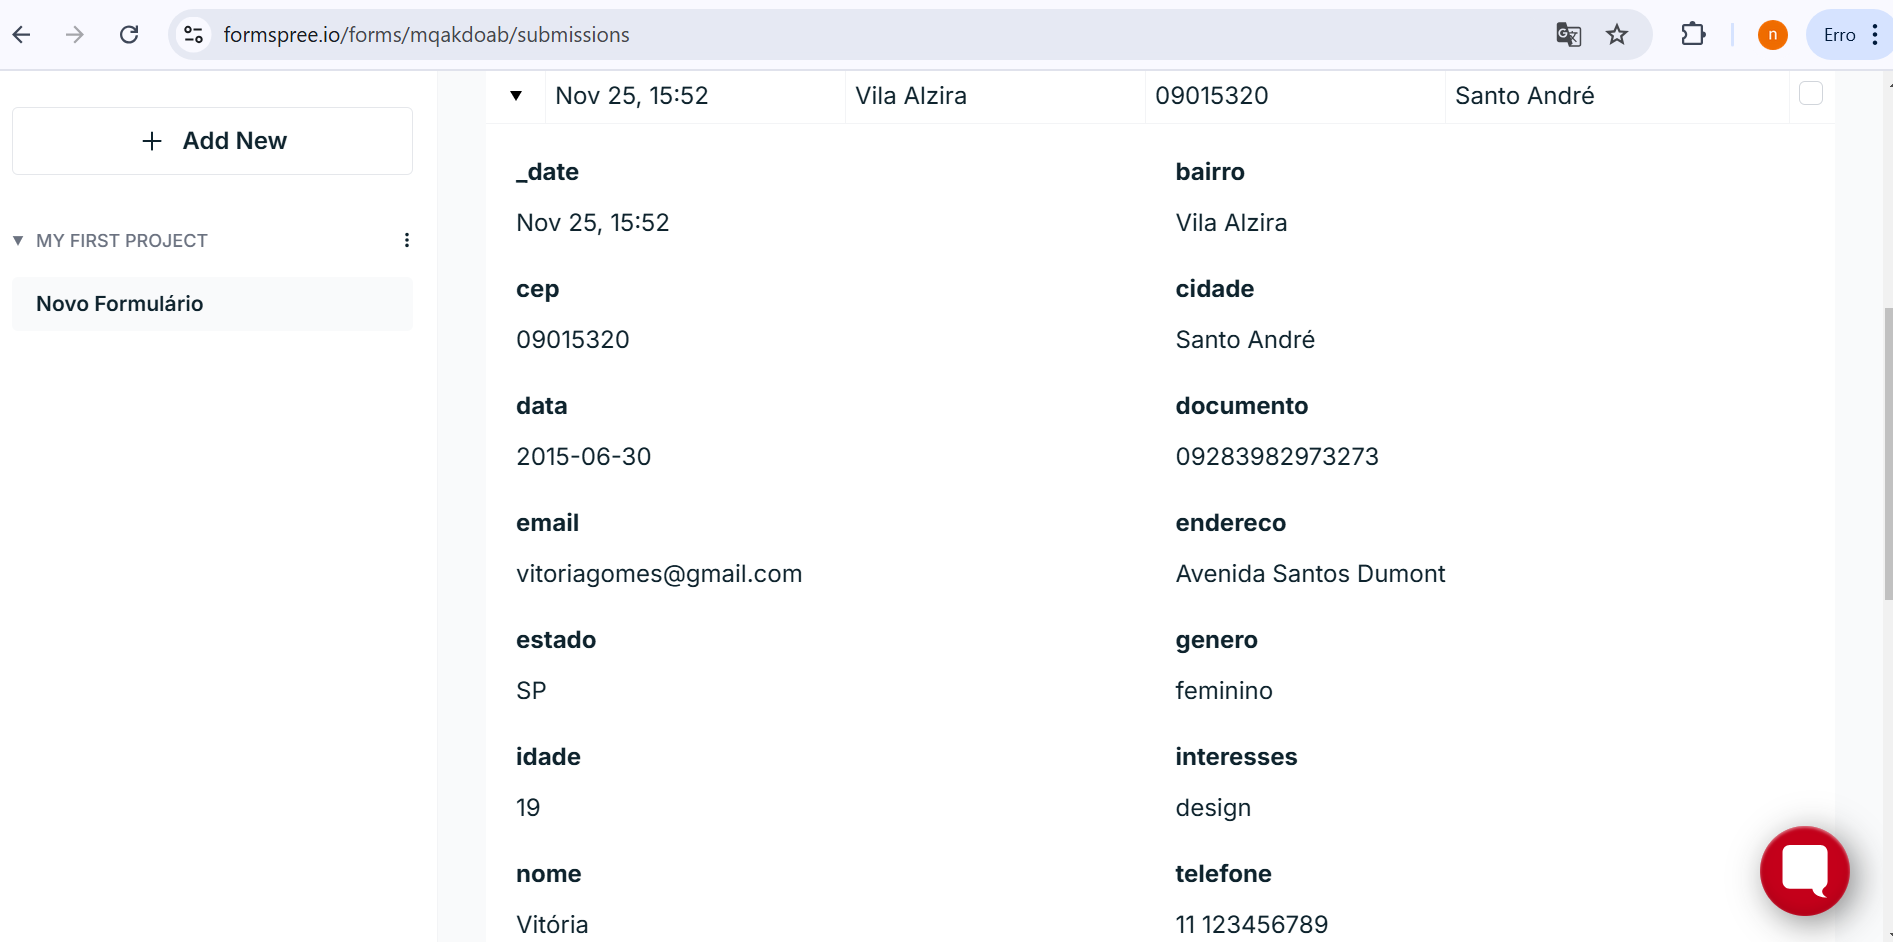 formspree.io/forms/mqakdoab/submissions
n
Erro
Add New
MY FIRST PROJECT
Novo Formulário
Nov 25, 15:52 Vila Alzira 09015320 Santo André
_date bairro
Nov 25, 15:52 Vila Alzira
cep cidade
09015320 Santo André
data documento
2015-06-30 09283982973273
email endereco
vitoriagomes@gmail.com Avenida Santos Dumont
estado genero
SP feminino
idade interesses
19 design
nome telefone
Vitória 11 123456789